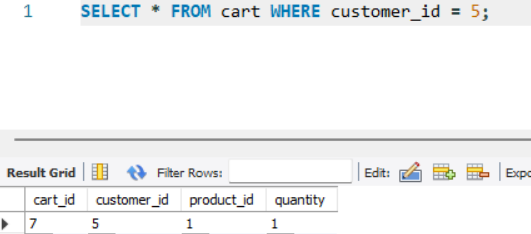 1 SELECT * FROM cart WHERE customer_id = 5;
Result Grid Filter Rows: Edit:
cart_id customer_id product_id quantity
7 5 1 1